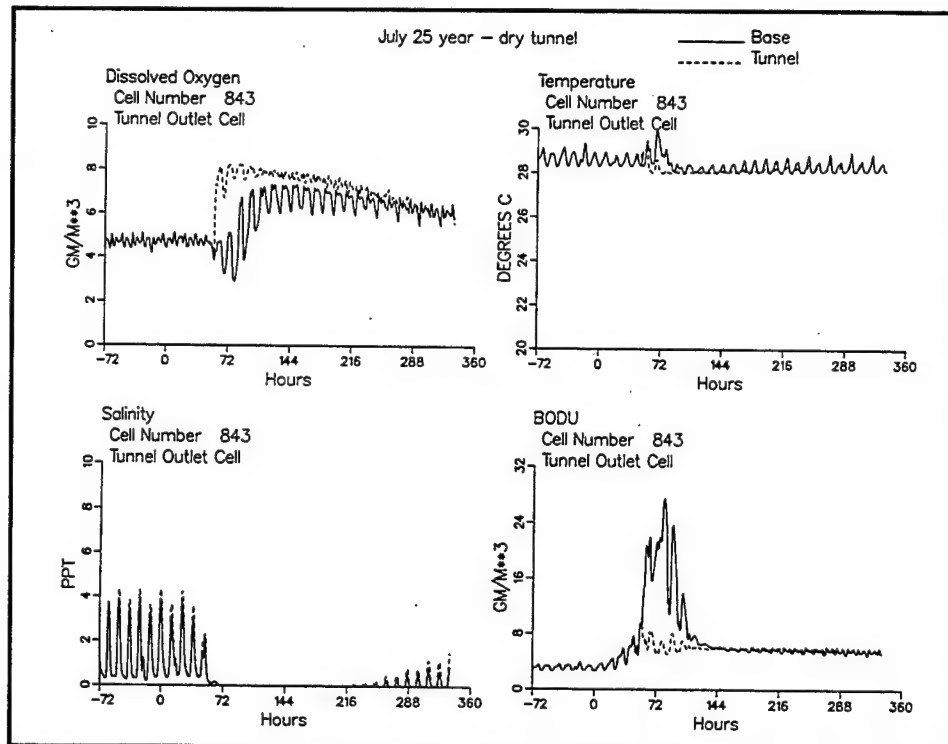 July 25 year - dry tunnel
Base
Tunnel
Dissolved Oxygen
Cell Number 843
Tunnel Outlet Cell
GM/M**3
10
8
6
4
2
0
-72 0 72 144 216 288 360
Hours
Temperature
Cell Number 843
Tunnel Outlet Cell
DEGREES C
30
28
26
24
22
20
-72 0 72 144 216 288 360
Hours
Salinity
Cell Number 843
Tunnel Outlet Cell
PPT
10
8
6
4
2
0
-72 0 72 144 216 288 360
Hours
BODU
Cell Number 843
Tunnel Outlet Cell
GM/M**3
32
24
16
8
0
-72 0 72 144 216 288 360
Hours